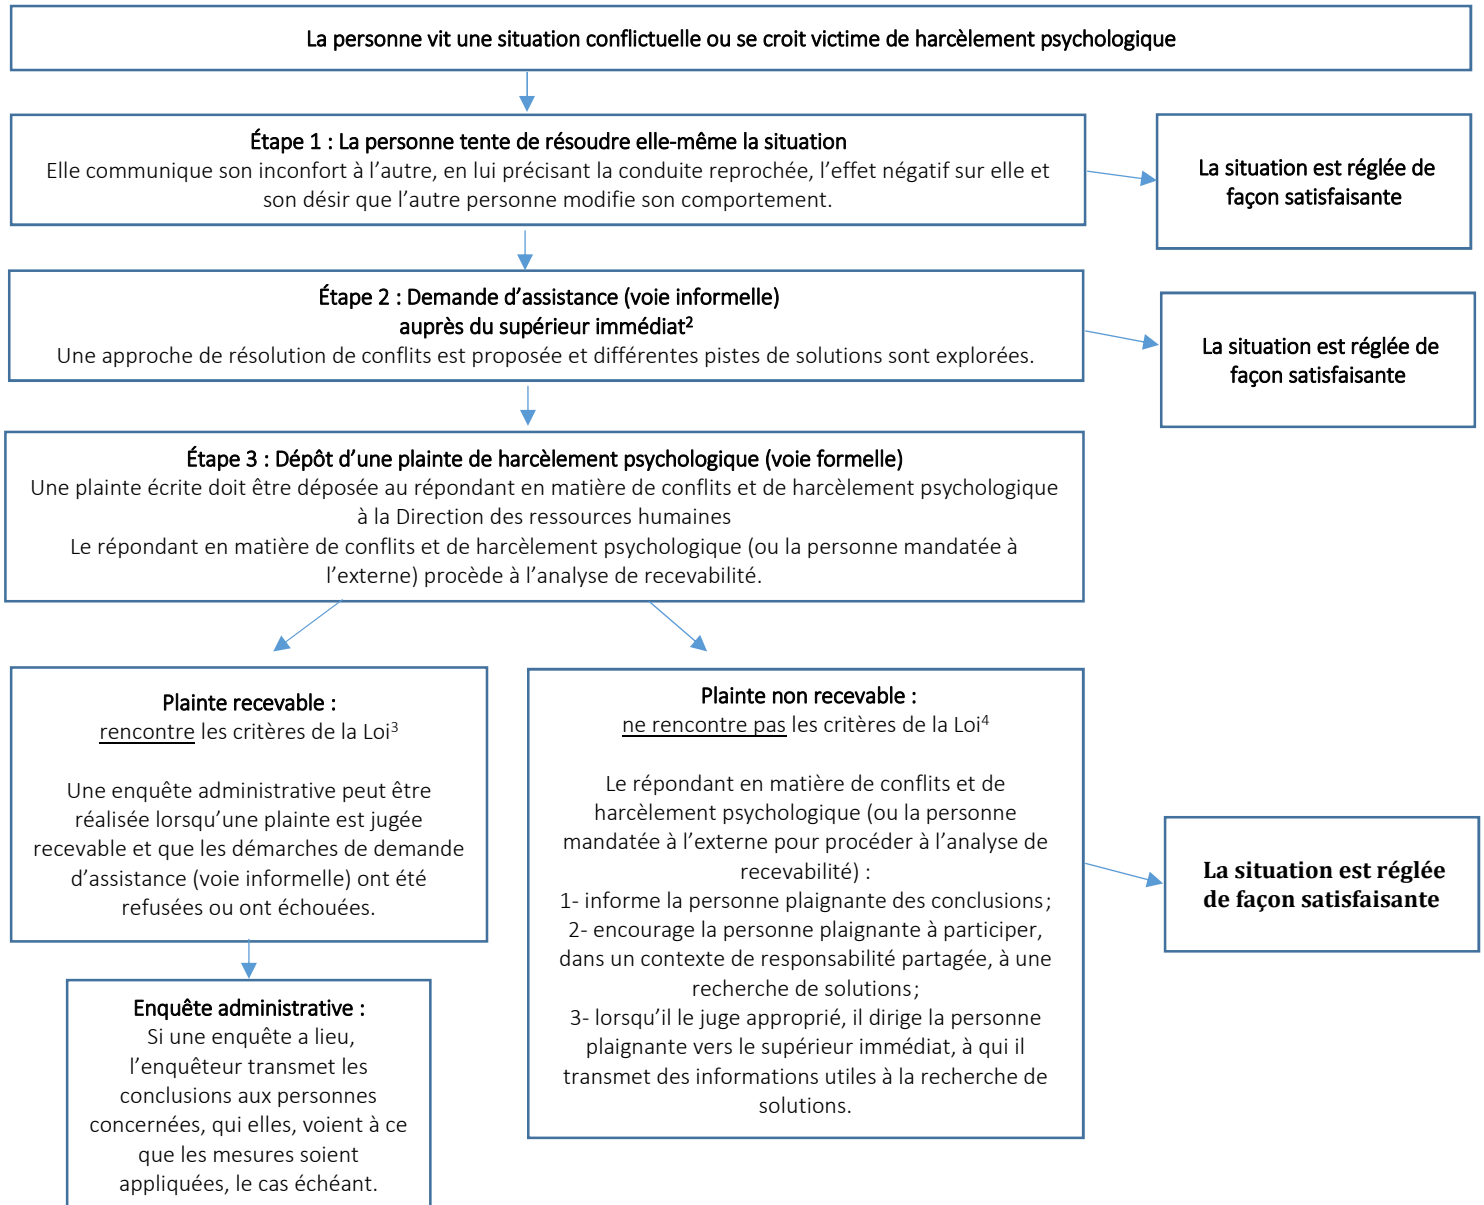 La personne vit une situation conflictuelle ou se croit victime de harcèlement psychologique
Étape 1 : La personne tente de résoudre elle-même la situation
Elle communique son inconfort à l’autre, en lui précisant la conduite reprochée, l’effet négatif sur elle et
son désir que l’autre personne modifie son comportement.
La situation est réglée de
façon satisfaisante
Étape 2 : Demande d’assistance (voie informelle)
auprès du supérieur immédiat²
Une approche de résolution de conflits est proposée et différentes pistes de solutions sont explorées.
La situation est réglée de
façon satisfaisante
Étape 3 : Dépôt d’une plainte de harcèlement psychologique (voie formelle)
Une plainte écrite doit être déposée au répondant en matière de conflits et de harcèlement psychologique
à la Direction des ressources humaines
Le répondant en matière de conflits et de harcèlement psychologique (ou la personne mandatée à
l’externe) procède à l’analyse de recevabilité.
Plainte recevable :
rencontre les critères de la Loi³
Une enquête administrative peut être
réalisée lorsqu’une plainte est jugée
recevable et que les démarches de demande
d’assistance (voie informelle) ont été
refusées ou ont échouées.
Plainte non recevable :
ne rencontre pas les critères de la Loi⁴
Le répondant en matière de conflits et de
harcèlement psychologique (ou la personne
mandatée à l’externe pour procéder à l’analyse de
recevabilité) :
1- informe la personne plaignante des conclusions;
2- encourage la personne plaignante à participer,
dans un contexte de responsabilité partagée, à une
recherche de solutions;
3- lorsqu’il le juge approprié, il dirige la personne
plaignante vers le supérieur immédiat, à qui il
transmet des informations utiles à la recherche de
solutions.
La situation est réglée
de façon satisfaisante
Enquête administrative :
Si une enquête a lieu,
l’enquêteur transmet les
conclusions aux personnes
concernées, qui elles, voient à ce
que les mesures soient
appliquées, le cas échéant.